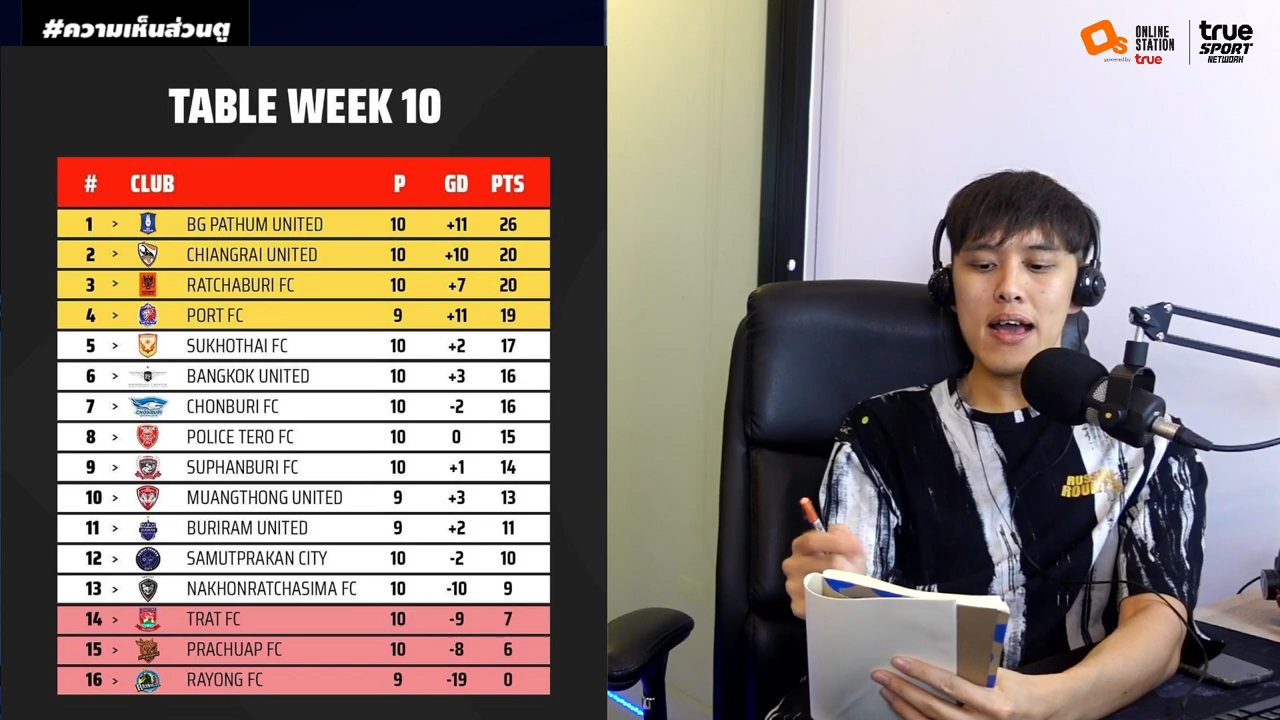 #ความเห็นส่วนตู
ONLINE
STATION
powered by true
true
SPORT
NETWORK
TABLE WEEK 10
# CLUB P GD PTS
1 > BG PATHUM UNITED 10 +11 26
2 > CHIANGRAI UNITED 10 +10 20
3 > RATCHABURI FC 10 +7 20
4 > PORT FC 9 +11 19
5 > SUKHOTHAI FC 10 +2 17
6 > BANGKOK UNITED 10 +3 16
7 > CHONBURI FC 10 -2 16
8 > POLICE TERO FC 10 0 15
9 > SUPHANBURI FC 10 +1 14
10 > MUANGTHONG UNITED 9 +3 13
11 > BURIRAM UNITED 9 +2 11
12 > SAMUTPRAKAN CITY 10 -2 10
13 > NAKHONRATCHASIMA FC 10 -10 9
14 > TRAT FC 10 -9 7
15 > PRACHUAP FC 10 -8 6
16 > RAYONG FC 9 -19 0